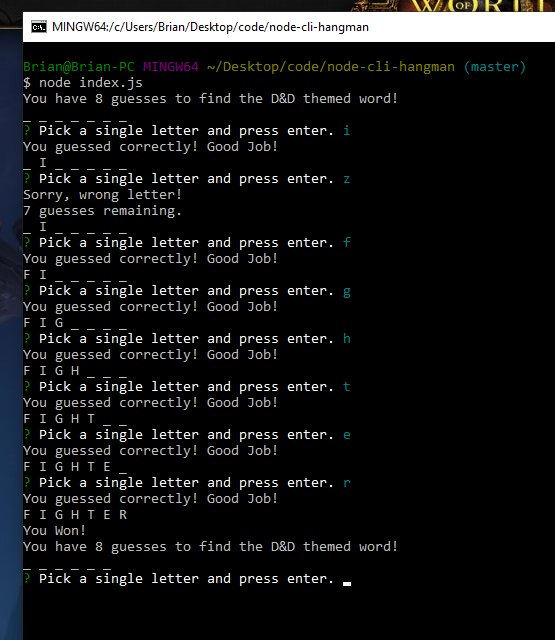 WORLD
MINGW64:/c/Users/Brian/Desktop/code/node-cli-hangman
Brian@Brian-PC MINGW64 ~/Desktop/code/node-cli-hangman (master)
$ node index.js
You have 8 guesses to find the D&D themed word!
_ _ _ _ _ _ _
? Pick a single letter and press enter. i
You guessed correctly! Good Job!
_ I _ _ _ _ _
? Pick a single letter and press enter. z
Sorry, wrong letter!
7 guesses remaining.
_ I _ _ _ _ _
? Pick a single letter and press enter. f
You guessed correctly! Good Job!
F I _ _ _ _ _
? Pick a single letter and press enter. g
You guessed correctly! Good Job!
F I G _ _ _ _
? Pick a single letter and press enter. h
You guessed correctly! Good Job!
F I G H _ _ _
? Pick a single letter and press enter. t
You guessed correctly! Good Job!
F I G H T _ _
? Pick a single letter and press enter. e
You guessed correctly! Good Job!
F I G H T E _
? Pick a single letter and press enter. r
You guessed correctly! Good Job!
F I G H T E R
You Won!
You have 8 guesses to find the D&D themed word!
_ _ _ _ _ _
? Pick a single letter and press enter.